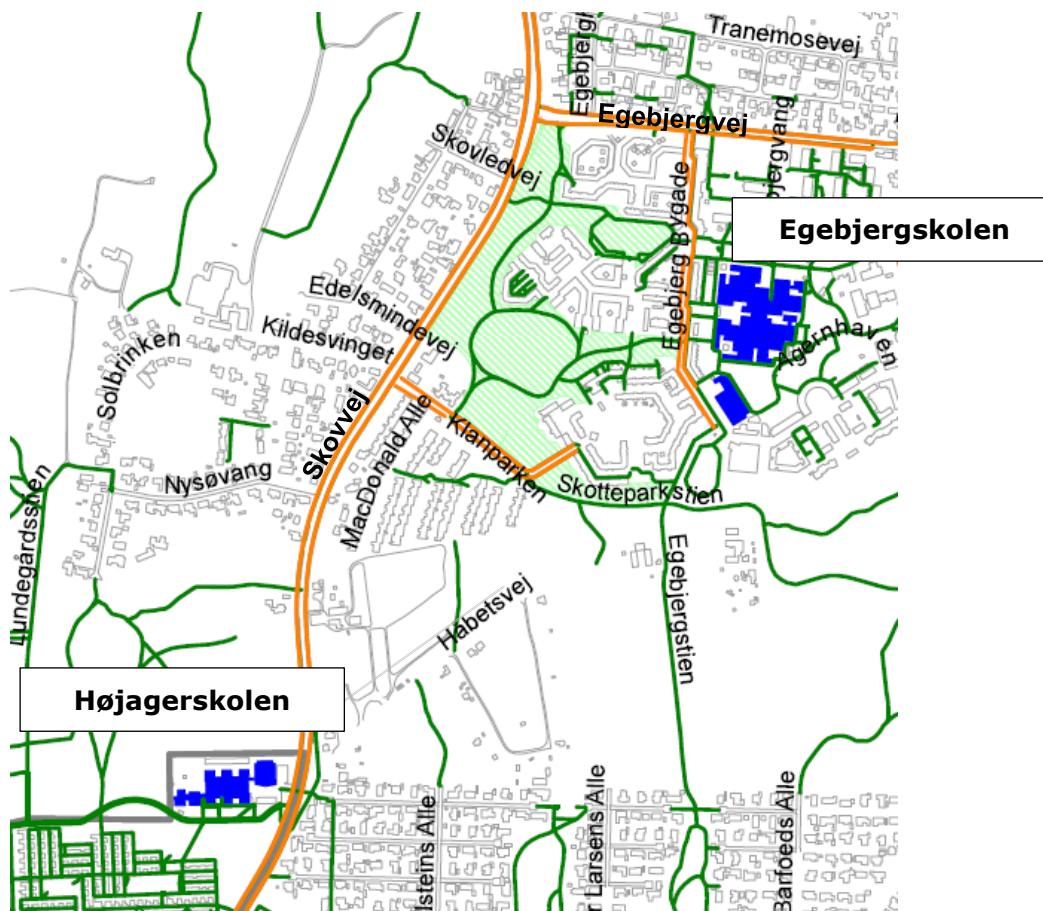 Tranemosevej
Egebjergvej
Skovledvej
Egebjerg Bygade
Egebjergskolen
Edelsmindevej
Kildesvinget
Solbrinken
Agernhaven
Skovvej
MacDonald Alle
Klanparken
Nysøvang
Skotteparkstien
Lundegårdsstien
Egebjergstien
Håbetsvej
Højagerskolen
lsteins Alle
r Larsens Alle
Barfoeds Alle